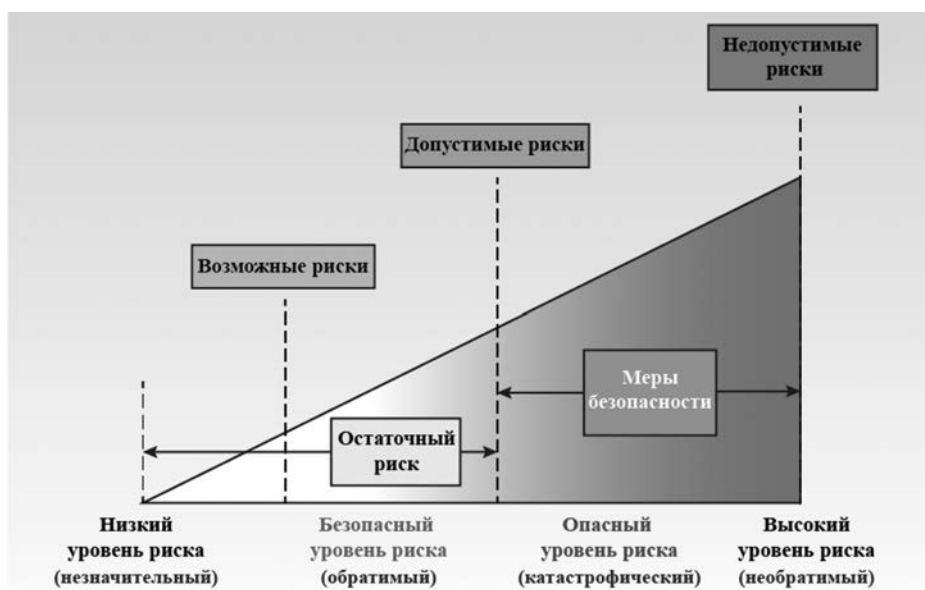 Недопустимые
риски
Допустимые риски
Возможные риски
Меры
безопасности
Остаточный
риск
Низкий
уровень риска
(незначительный)
Безопасный
уровень риска
(обратимый)
Опасный
уровень риска
(катастрофический)
Высокий
уровень риска
(необратимый)